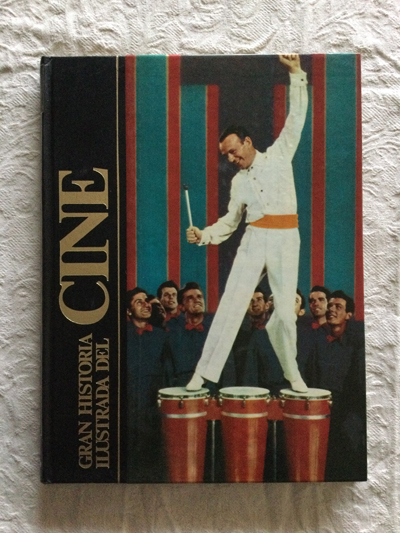 GRAN HISTORIA
ILUSTRADA DEL
CINE